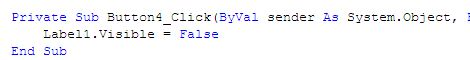 Private Sub Button4_Click(ByVal sender As System.Object,
    Label1.Visible = False
End Sub